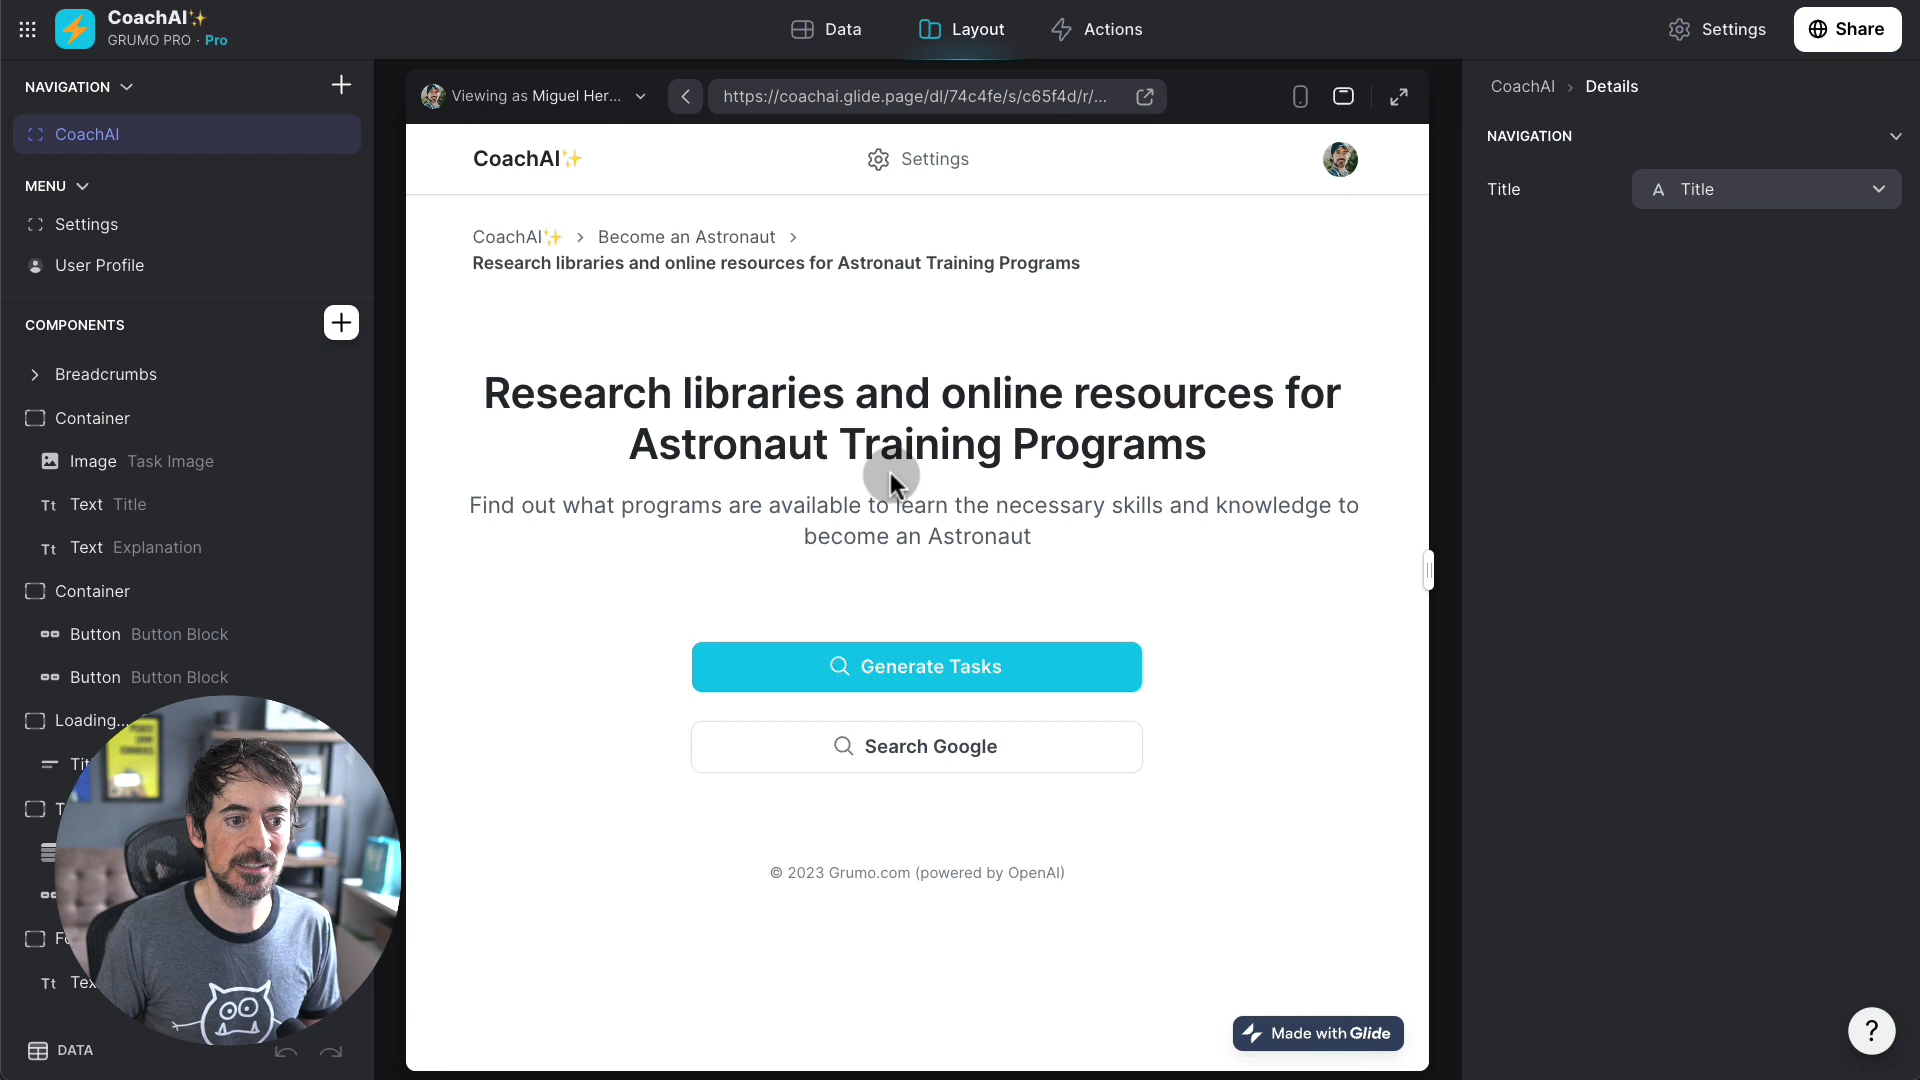 CoachAI✨
GRUMO PRO · Pro
Data
Layout
Actions
Settings
Share
NAVIGATION
CoachAI
MENU
Settings
User Profile
COMPONENTS
Breadcrumbs
Container
Image Task Image
Text Title
Text Explanation
Container
Button Button Block
Button Button Block
Loading...
DATA
Viewing as Miguel Her...
https://coachai.glide.page/dl/74c4fe/s/c65f4d/r/...
CoachAI✨
Settings
CoachAI✨ > Become an Astronaut >
Research libraries and online resources for Astronaut Training Programs
Research libraries and online resources for
Astronaut Training Programs
Find out what programs are available to learn the necessary skills and knowledge to
become an Astronaut
Generate Tasks
Search Google
© 2023 Grumo.com (powered by OpenAI)
Made with Glide
CoachAI > Details
NAVIGATION
Title
A Title
?